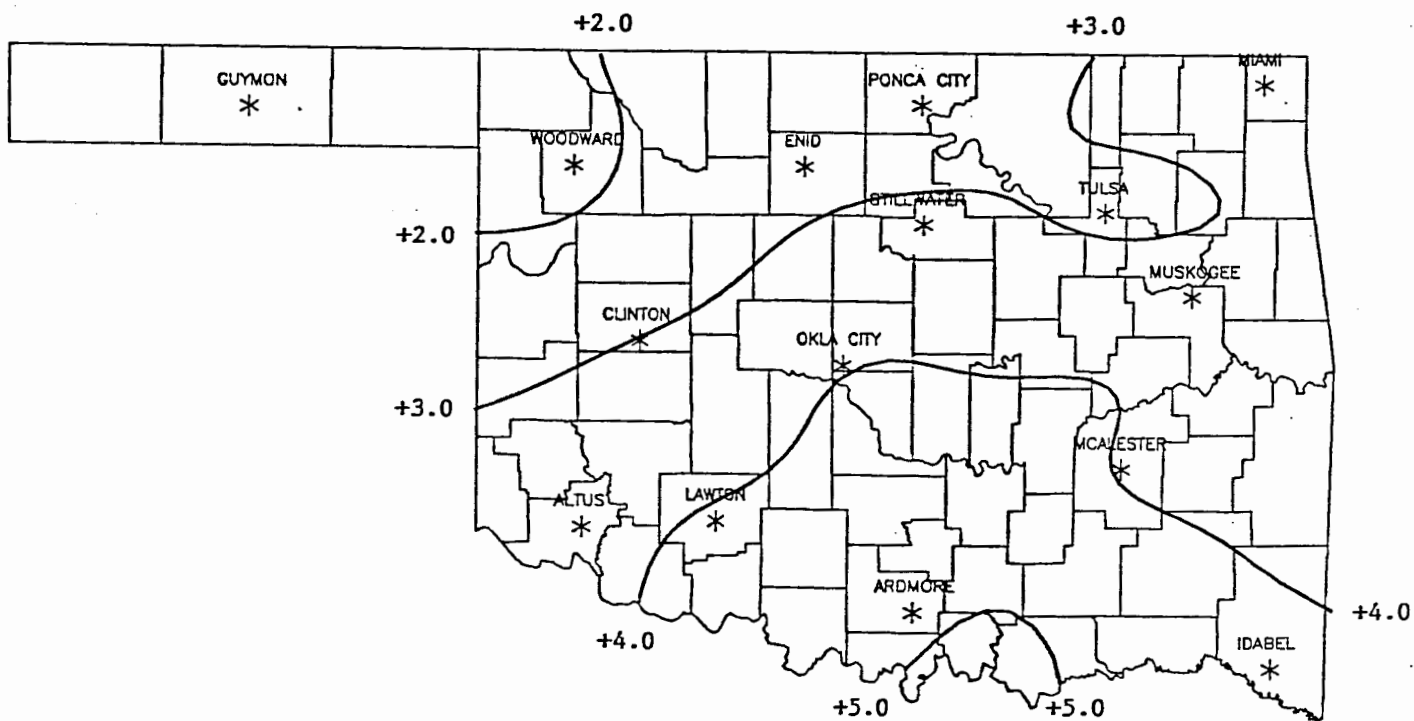 +2.0
+3.0
GUYMON
PONCA CITY
MIAMI
WOODWARD
ENID
STILLWATER
TULSA
+2.0
MUSKOGEE
CLINTON
OKLA CITY
+3.0
MCALESTER
ALTUS
LAWTON
ARDMORE
+4.0
+4.0
IDABEL
+5.0
+5.0